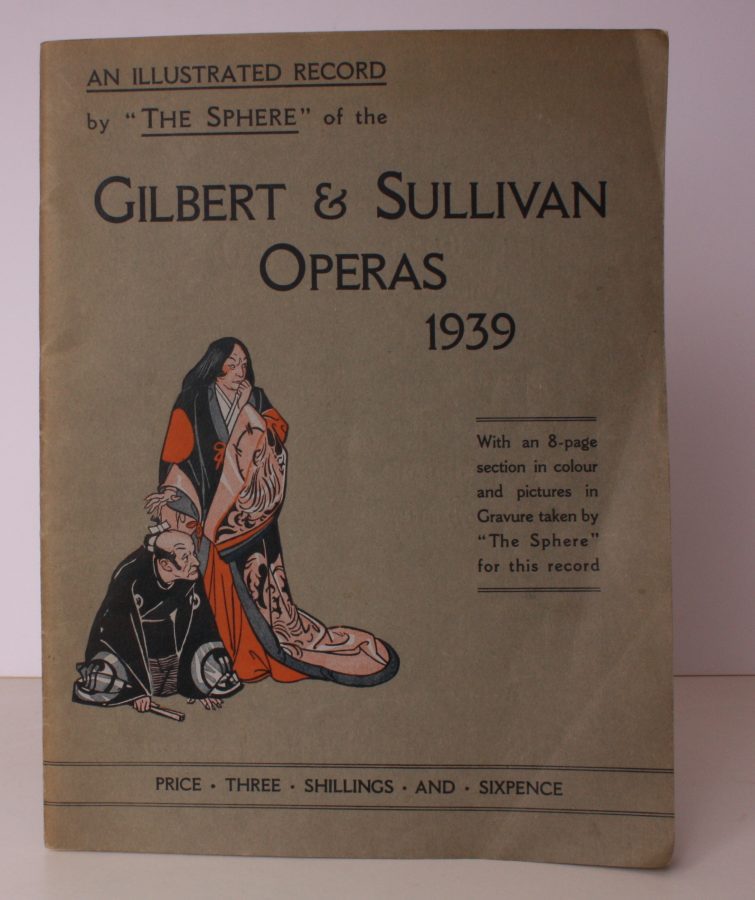 AN ILLUSTRATED RECORD
by "THE SPHERE" of the
GILBERT & SULLIVAN
OPERAS
1939
With an 8-page
section in colour
and pictures in
Gravure taken by
"The Sphere"
for this record
PRICE · THREE · SHILLINGS · AND · SIXPENCE